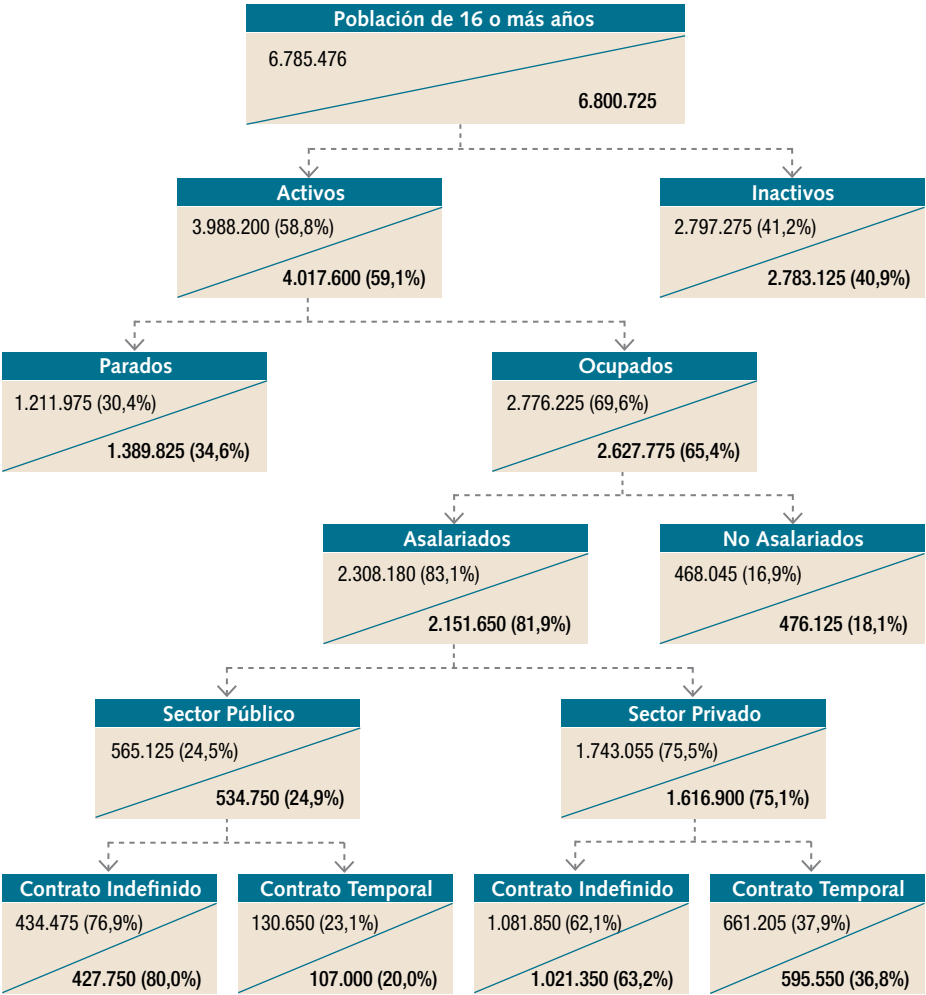 Población de 16 o más años
6.785.476
6.800.725
Activos
3.988.200 (58,8%)
4.017.600 (59,1%)
Inactivos
2.797.275 (41,2%)
2.783.125 (40,9%)
Parados
1.211.975 (30,4%)
1.389.825 (34,6%)
Ocupados
2.776.225 (69,6%)
2.627.775 (65,4%)
Asalariados
2.308.180 (83,1%)
2.151.650 (81,9%)
No Asalariados
468.045 (16,9%)
476.125 (18,1%)
Sector Público
565.125 (24,5%)
534.750 (24,9%)
Sector Privado
1.743.055 (75,5%)
1.616.900 (75,1%)
Contrato Indefinido
434.475 (76,9%)
427.750 (80,0%)
Contrato Temporal
130.650 (23,1%)
107.000 (20,0%)
Contrato Indefinido
1.081.850 (62,1%)
1.021.350 (63,2%)
Contrato Temporal
661.205 (37,9%)
595.550 (36,8%)